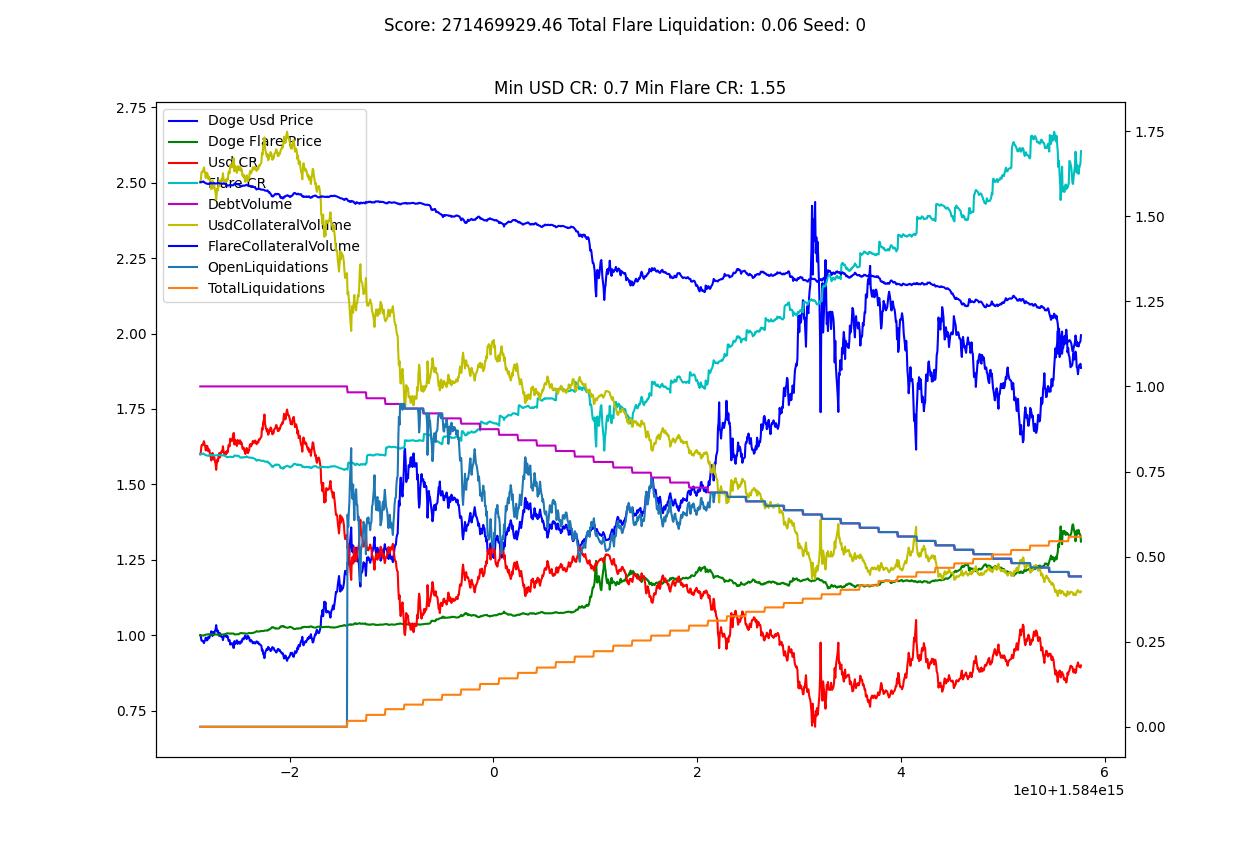 Score: 271469929.46 Total Flare Liquidation: 0.06 Seed: 0
Min USD CR: 0.7 Min Flare CR: 1.55
Doge Usd Price
Doge Flare Price
Usd CR
Flare CR
DebtVolume
UsdCollateralVolume
FlareCollateralVolume
OpenLiquidations
TotalLiquidations
2.75
2.50
2.25
2.00
1.75
1.50
1.25
1.00
0.75
1.75
1.50
1.25
1.00
0.75
0.50
0.25
0.00
−2
0
2
4
6
1e10+1.584e15